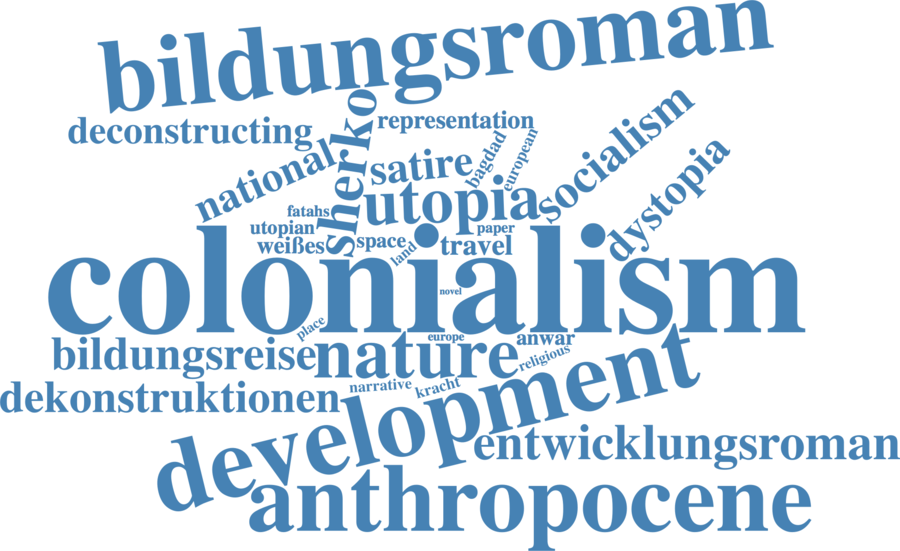 bildungsroman
deconstructing
sherko
representation
socialism
national
satire
bagdad
european
dystopia
utopia
fatahs
utopian
paper
weißes
space
land
travel
colonialism
novel
place
europe
anwar
bildungsreise
nature
religious
dekonstruktionen
narrative
kracht
development
entwicklungsroman
anthropocene